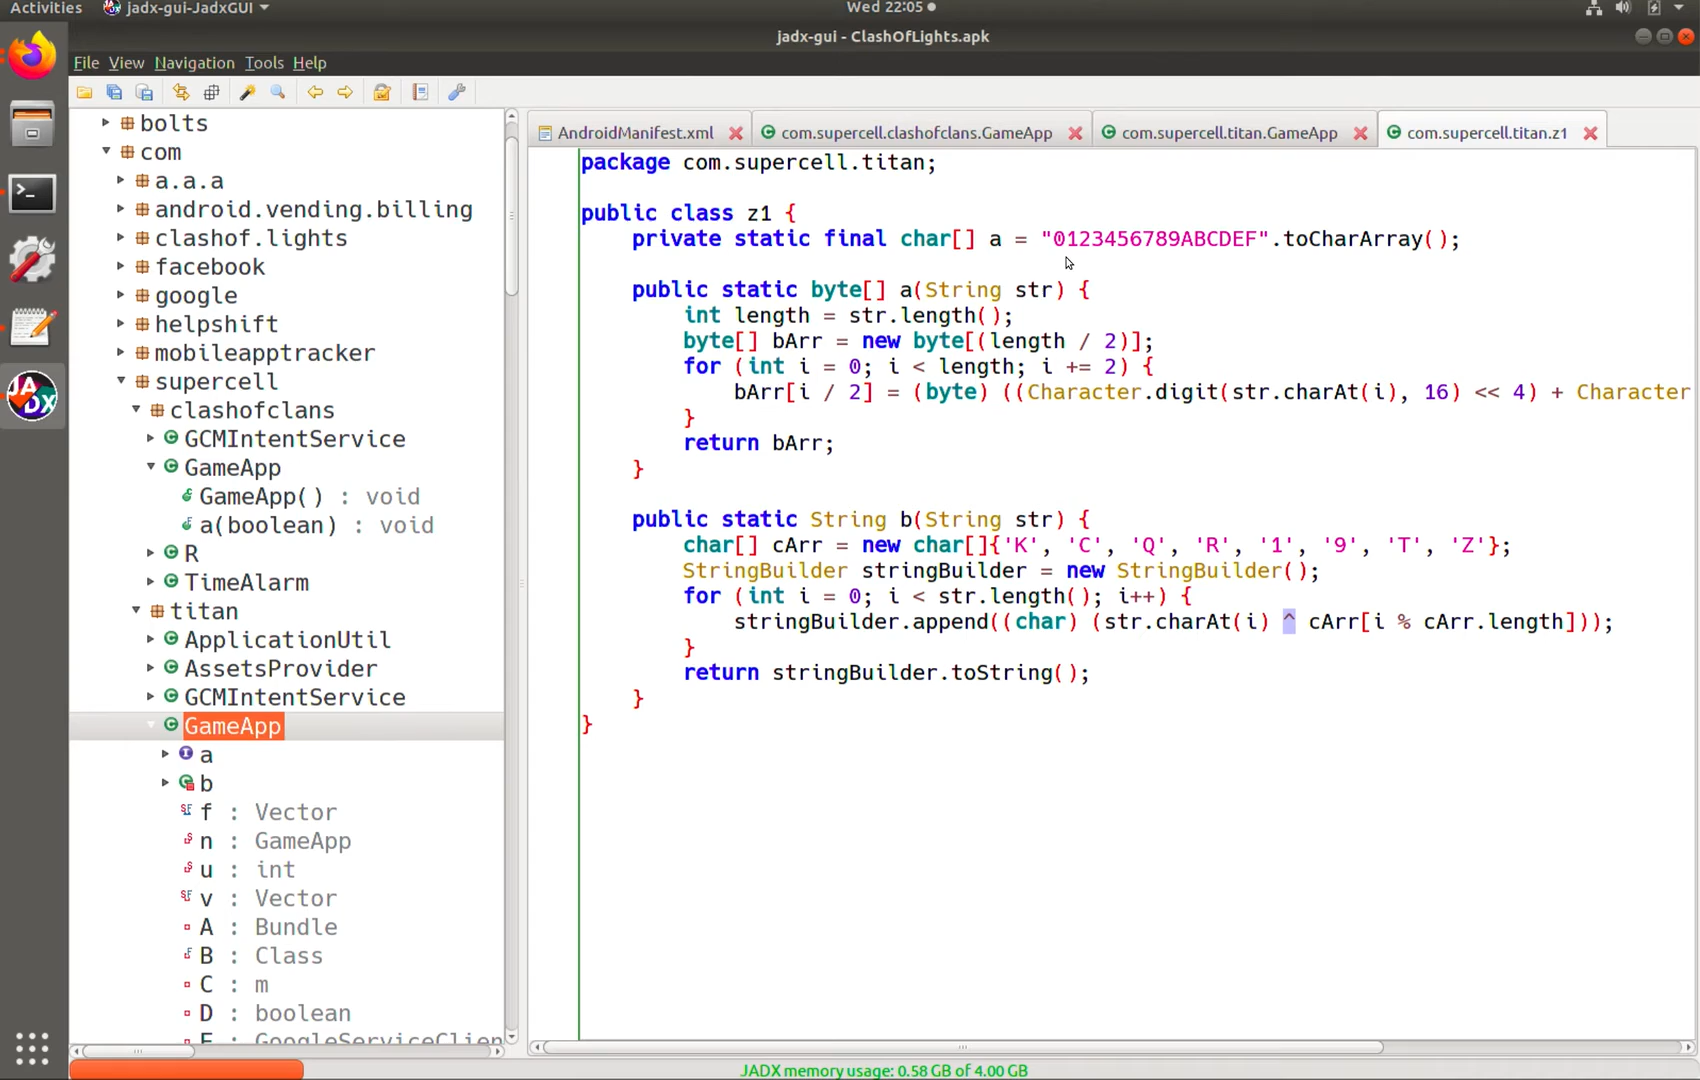 Activities jadx-gui-JadxGUI Wed 22:05
jadx-gui - ClashOfLights.apk
File View Navigation Tools Help
bolts
com
a.a.a
android.vending.billing
clashof.lights
facebook
google
helpshift
mobileapptracker
supercell
clashofclans
GCMIntentService
GameApp
GameApp() : void
a(boolean) : void
R
TimeAlarm
titan
ApplicationUtil
AssetsProvider
GCMIntentService
GameApp
a
b
f : Vector
n : GameApp
u : int
v : Vector
A : Bundle
B : Class
C : m
D : boolean
AndroidManifest.xml com.supercell.clashofclans.GameApp com.supercell.titan.GameApp com.supercell.titan.z1
package com.supercell.titan;
public class z1 {
private static final char[] a = "0123456789ABCDEF".toCharArray();
public static byte[] a(String str) {
int length = str.length();
byte[] bArr = new byte[(length / 2)];
for (int i = 0; i < length; i += 2) {
bArr[i / 2] = (byte) ((Character.digit(str.charAt(i), 16) << 4) + Character
}
return bArr;
}
public static String b(String str) {
char[] cArr = new char[]{'K', 'C', 'Q', 'R', '1', '9', 'T', 'Z'};
StringBuilder stringBuilder = new StringBuilder();
for (int i = 0; i < str.length(); i++) {
stringBuilder.append((char) (str.charAt(i) ^ cArr[i % cArr.length]));
}
return stringBuilder.toString();
}
}
JADX memory usage: 0.58 GB of 4.00 GB